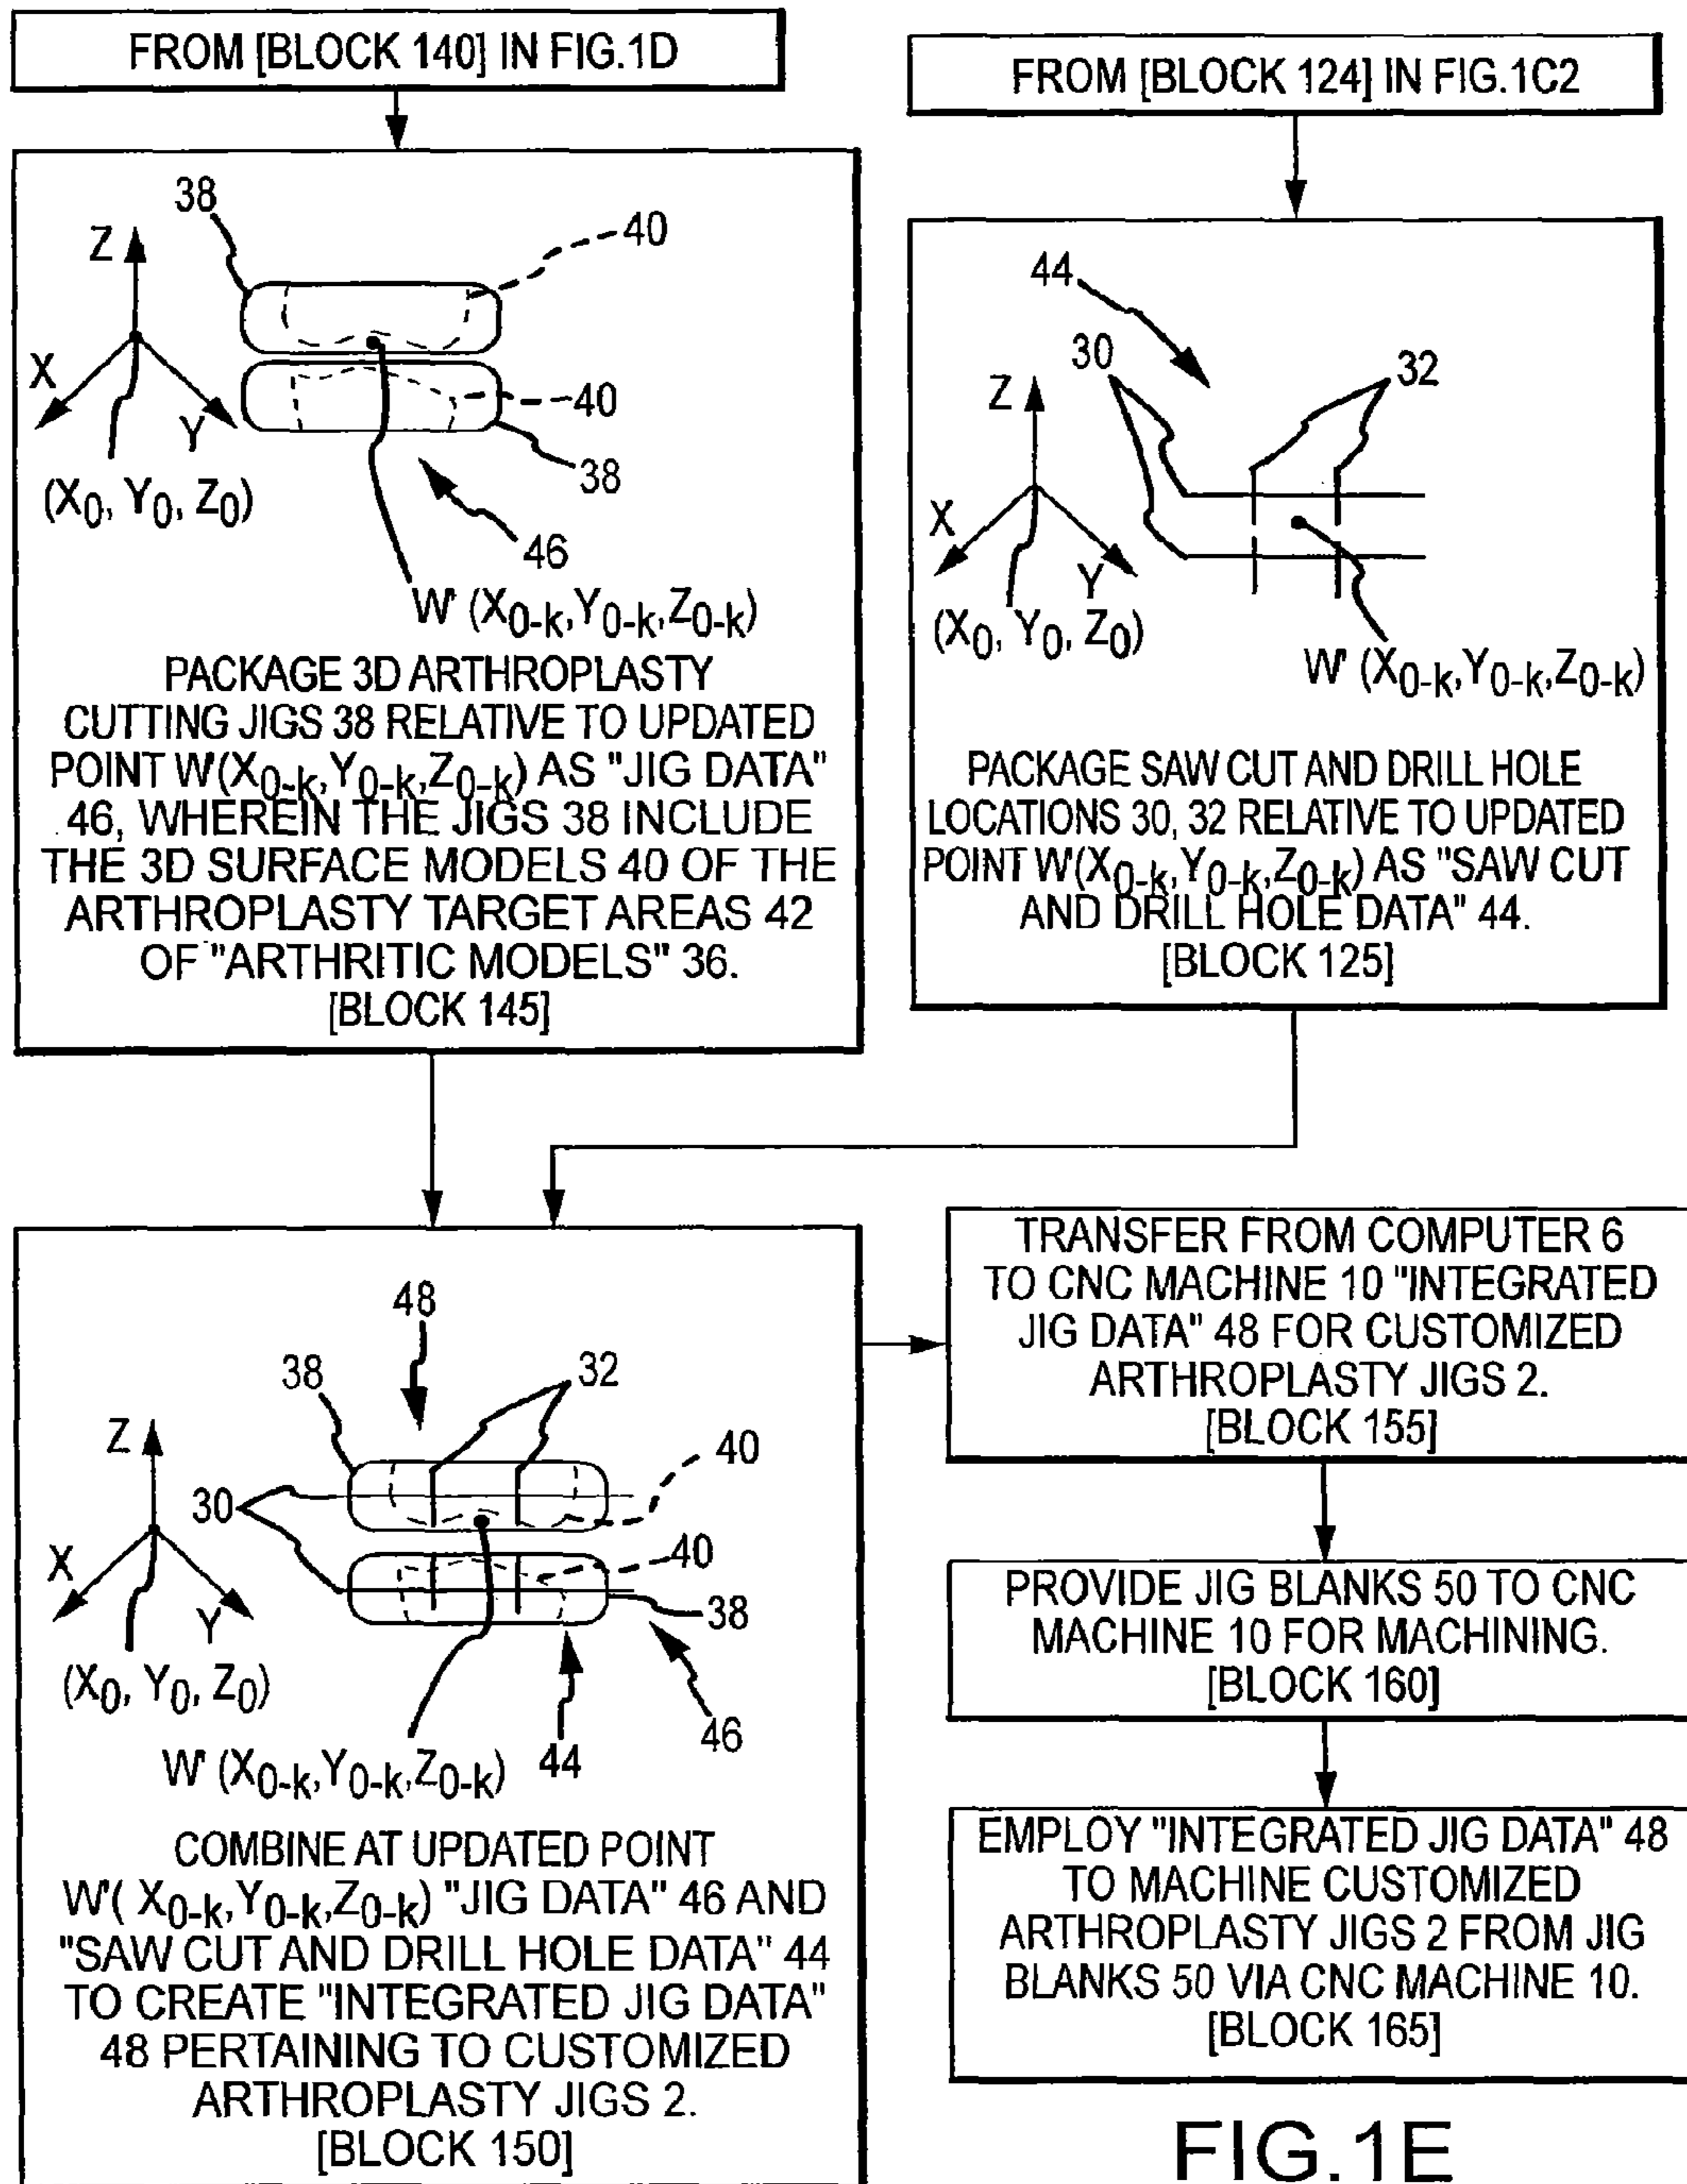 FROM [BLOCK 140] IN FIG.1D
38
40
Z
X
Y
40
38
(X0, Y0, Z0)
46
W' (X0-k,Y0-k,Z0-k)
PACKAGE 3D ARTHROPLASTY
CUTTING JIGS 38 RELATIVE TO UPDATED
POINT W'(X0-k,Y0-k,Z0-k) AS "JIG DATA"
46, WHEREIN THE JIGS 38 INCLUDE
THE 3D SURFACE MODELS 40 OF THE
ARTHROPLASTY TARGET AREAS 42
OF "ARTHRITIC MODELS" 36.
[BLOCK 145]
FROM [BLOCK 124] IN FIG.1C2
44
30
32
Z
X
Y
(X0, Y0, Z0)
W' (X0-k,Y0-k,Z0-k)
PACKAGE SAW CUT AND DRILL HOLE
LOCATIONS 30, 32 RELATIVE TO UPDATED
POINT W'(X0-k,Y0-k,Z0-k) AS "SAW CUT
AND DRILL HOLE DATA" 44.
[BLOCK 125]
48
38
32
Z
40
30
X
Y
40
38
(X0, Y0, Z0)
46
W' (X0-k,Y0-k,Z0-k)
44
COMBINE AT UPDATED POINT
W'( X0-k,Y0-k,Z0-k) "JIG DATA" 46 AND
"SAW CUT AND DRILL HOLE DATA" 44
TO CREATE "INTEGRATED JIG DATA"
48 PERTAINING TO CUSTOMIZED
ARTHROPLASTY JIGS 2.
[BLOCK 150]
TRANSFER FROM COMPUTER 6
TO CNC MACHINE 10 "INTEGRATED
JIG DATA" 48 FOR CUSTOMIZED
ARTHROPLASTY JIGS 2.
[BLOCK 155]
PROVIDE JIG BLANKS 50 TO CNC
MACHINE 10 FOR MACHINING.
[BLOCK 160]
EMPLOY "INTEGRATED JIG DATA" 48
TO MACHINE CUSTOMIZED
ARTHROPLASTY JIGS 2 FROM JIG
BLANKS 50 VIA CNC MACHINE 10.
[BLOCK 165]
FIG.1E